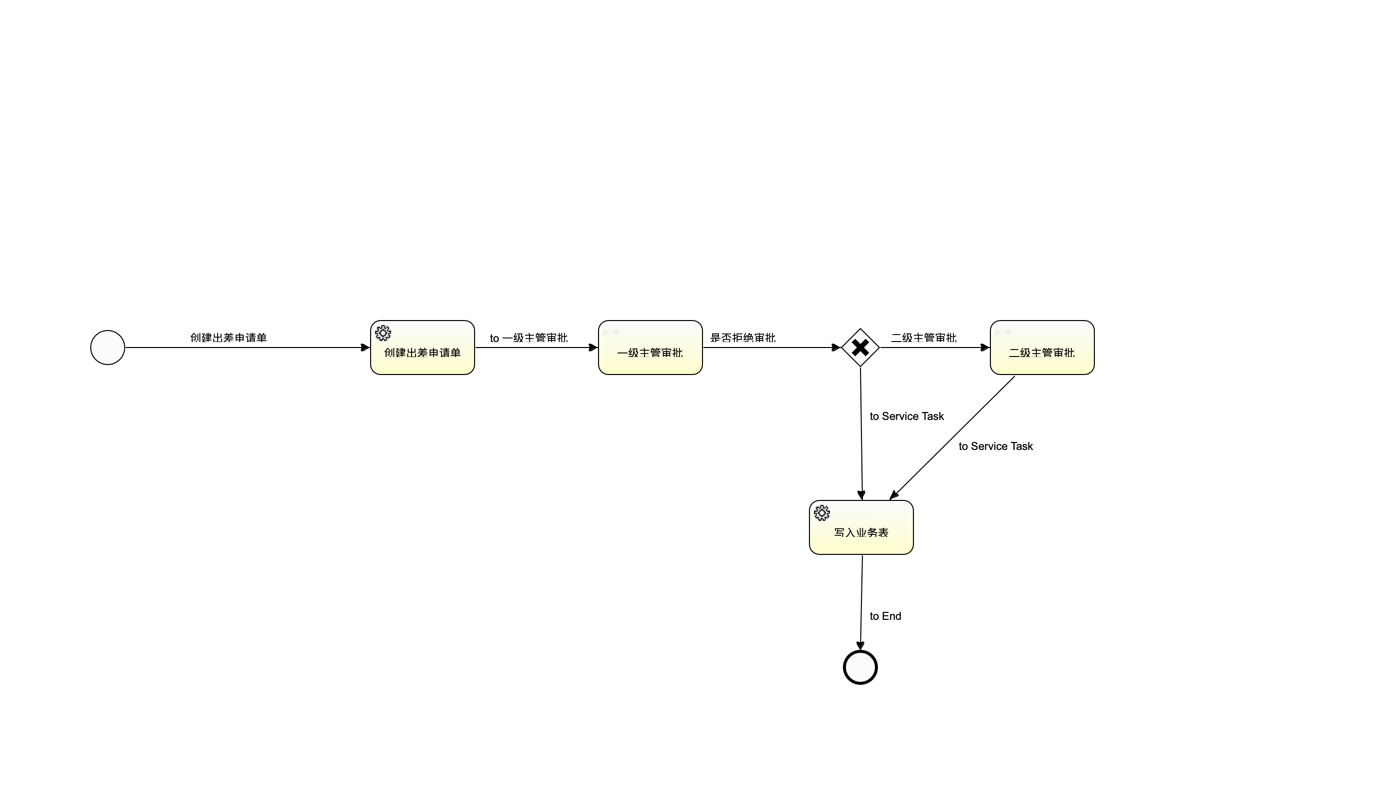 创建出差申请单
创建出差申请单
to 一级主管审批
一级主管审批
是否拒绝审批
二级主管审批
二级主管审批
to Service Task
to Service Task
写入业务表
to End